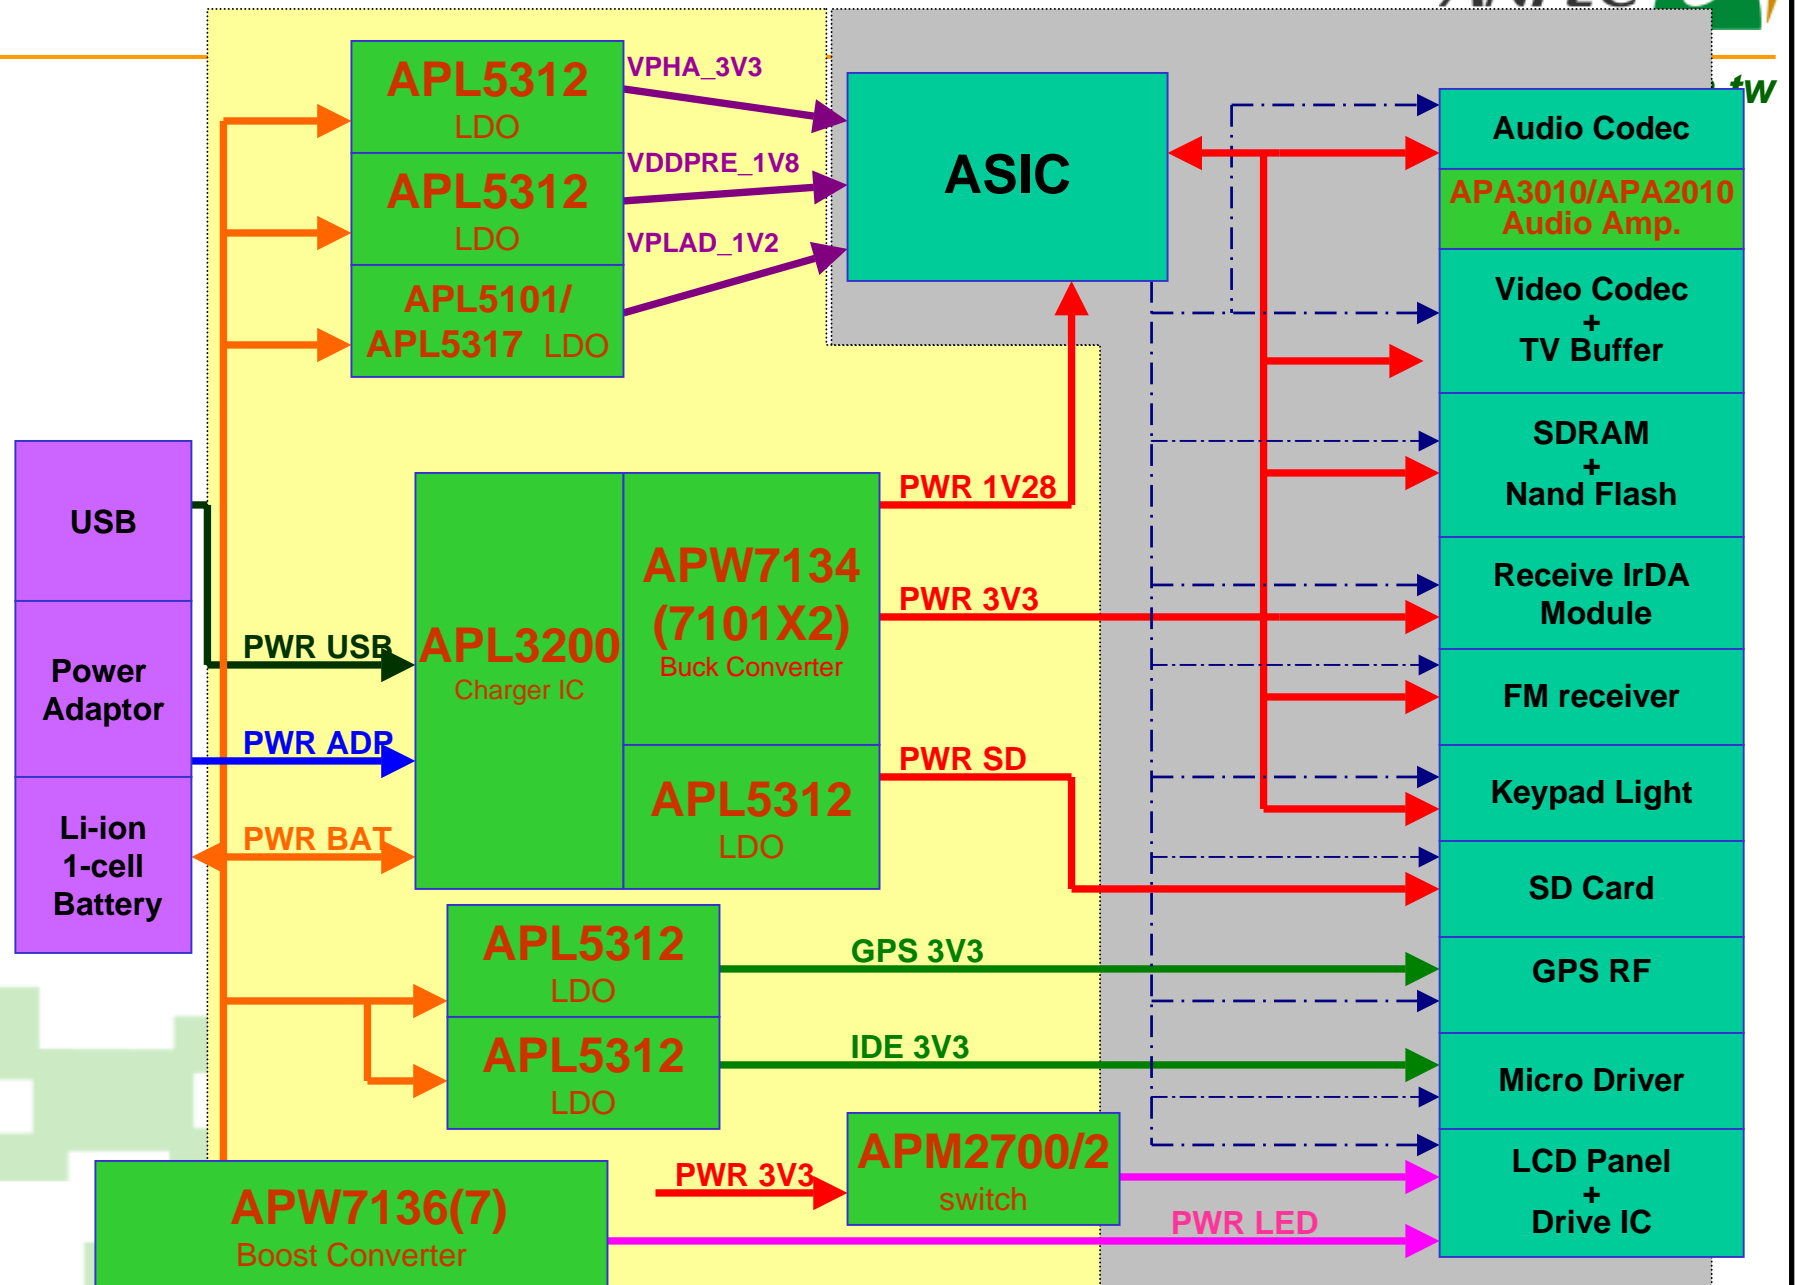 tw
APL5312
LDO
VPHA_3V3
APL5312
LDO
VDDPRE_1V8
APL5101/
APL5317 LDO
VPLAD_1V2
ASIC
Audio Codec
APA3010/APA2010
Audio Amp.
Video Codec
+
TV Buffer
SDRAM
+
Nand Flash
Receive IrDA
Module
FM receiver
Keypad Light
SD Card
GPS RF
Micro Driver
LCD Panel
+
Drive IC
USB
Power
Adaptor
Li-ion
1-cell
Battery
PWR USB
PWR ADP
PWR BAT
APL3200
Charger IC
APW7134
(7101X2)
Buck Converter
APL5312
LDO
PWR 1V28
PWR 3V3
PWR SD
APL5312
LDO
GPS 3V3
APL5312
LDO
IDE 3V3
PWR 3V3
APM2700/2
switch
APW7136(7)
Boost Converter
PWR LED